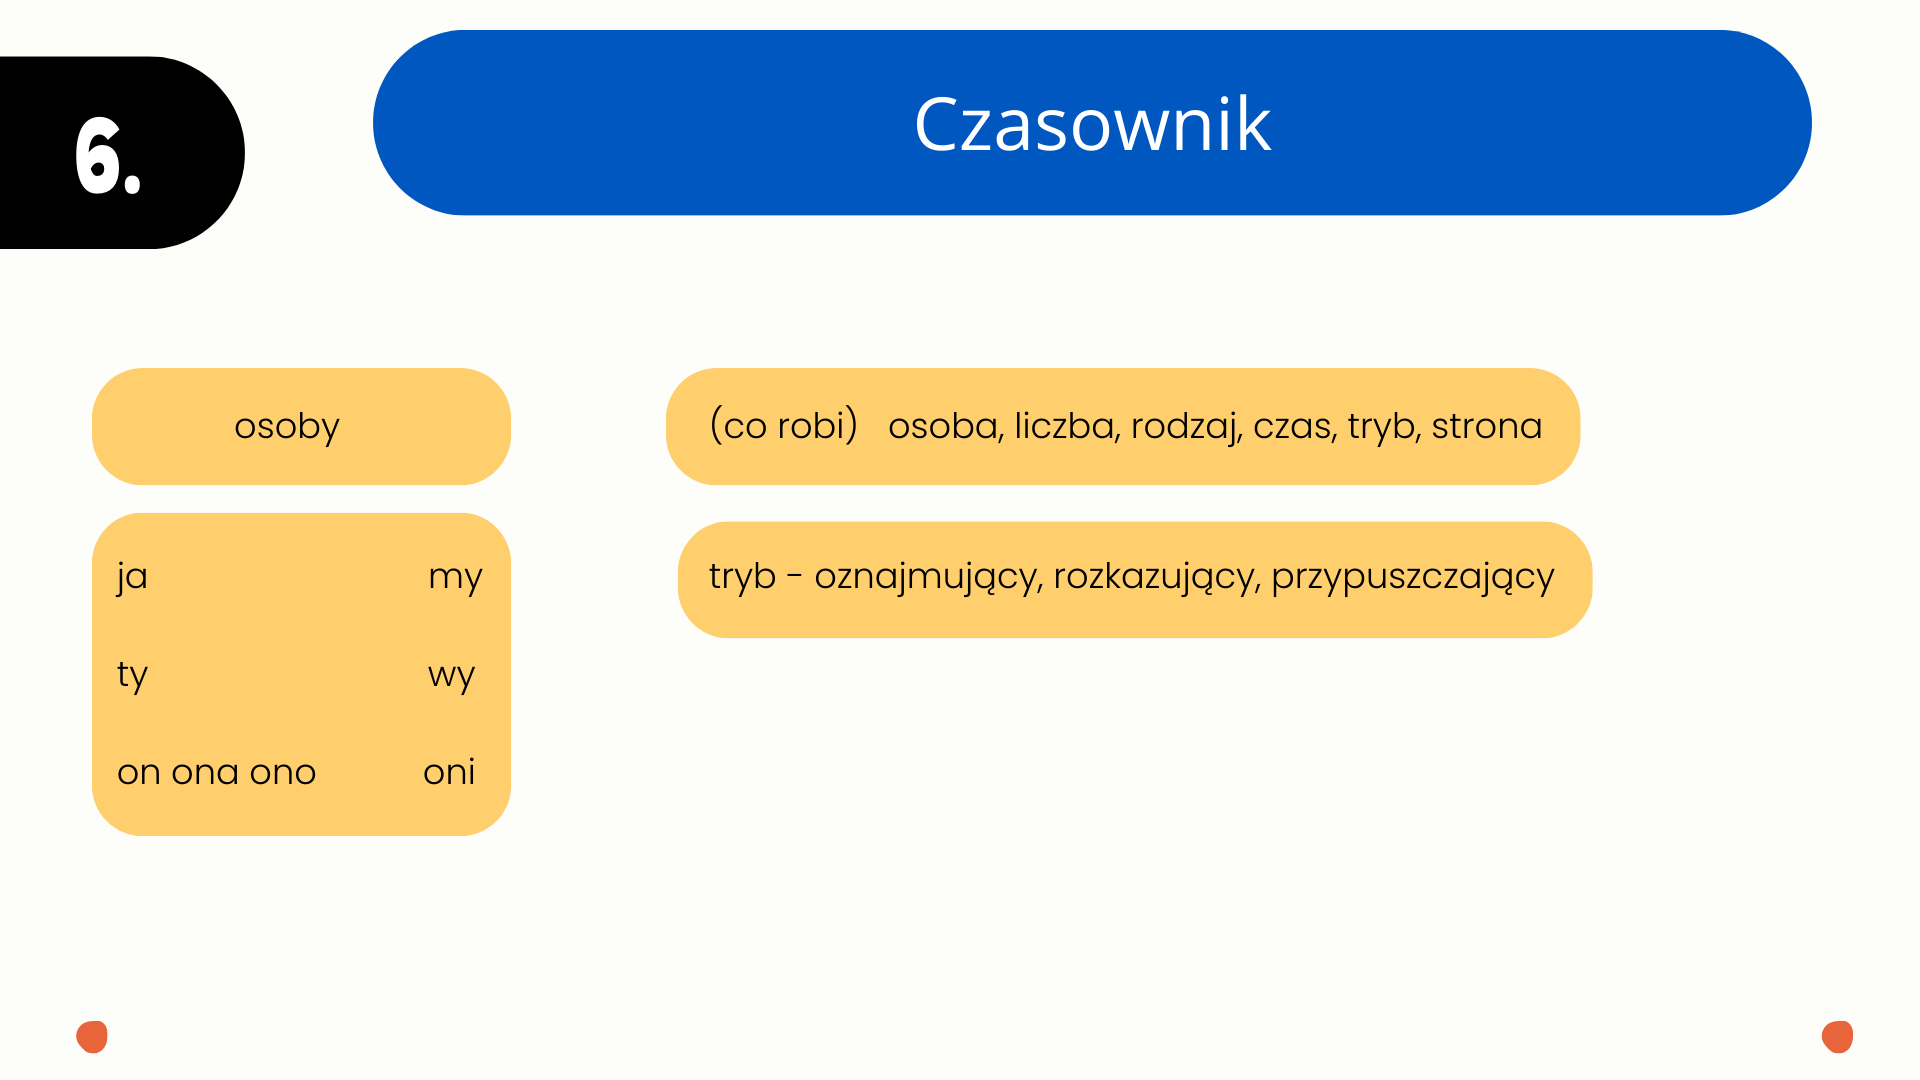 6.
Czasownik
osoby
(co robi) osoba, liczba, rodzaj, czas, tryb, strona
ja my
ty wy
on ona ono oni
tryb - oznajmujący, rozkazujący, przypuszczający